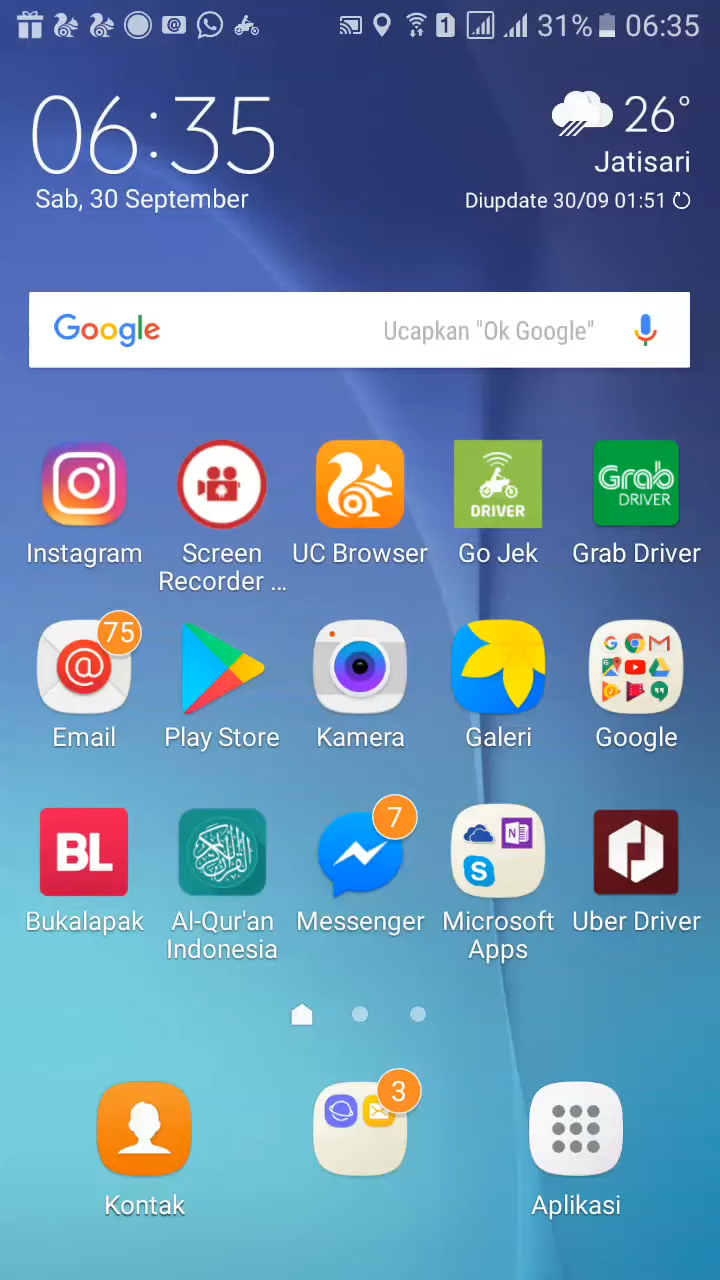 1 31% 06:35
06:35
26°
Jatisari
Sab, 30 September
Diupdate 30/09 01:51
Google Ucapkan "Ok Google"
DRIVER
Grab
DRIVER
Instagram Screen UC Browser Go Jek Grab Driver
Recorder ...
75
Email Play Store Kamera Galeri Google
7
BL
N
S
Bukalapak Al-Qur'an Messenger Microsoft Uber Driver
Indonesia Apps
3
Kontak Aplikasi